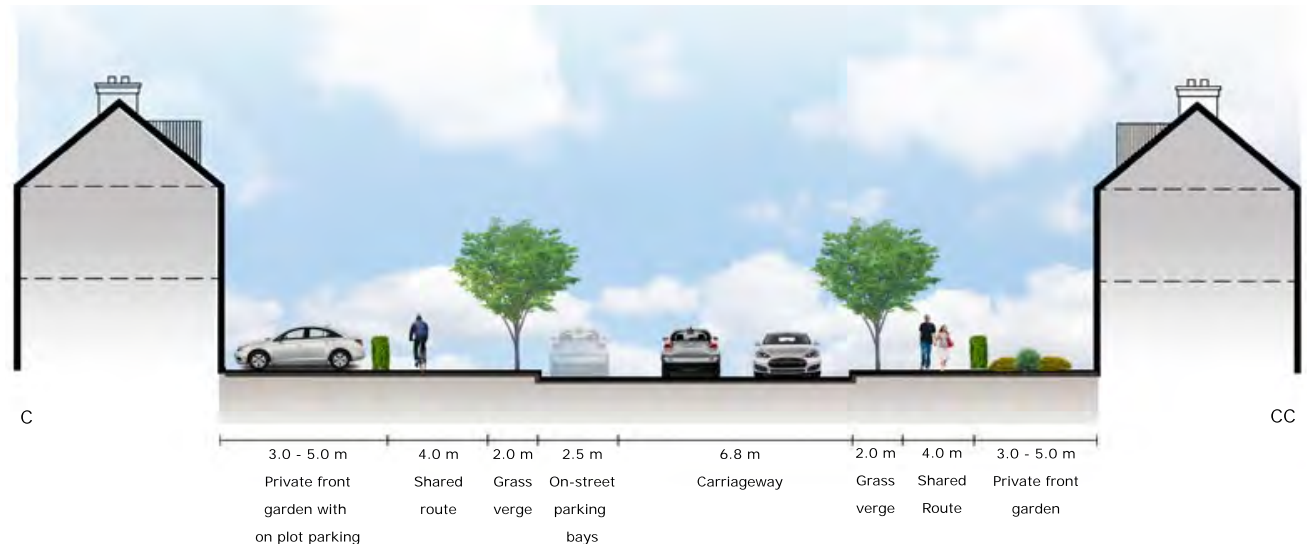 C
CC
3.0 - 5.0 m
Private front
garden with
on plot parking
4.0 m
Shared
route
2.0 m
Grass
verge
2.5 m
On-street
parking
bays
6.8 m
Carriageway
2.0 m
Grass
verge
4.0 m
Shared
Route
3.0 - 5.0 m
Private front
garden